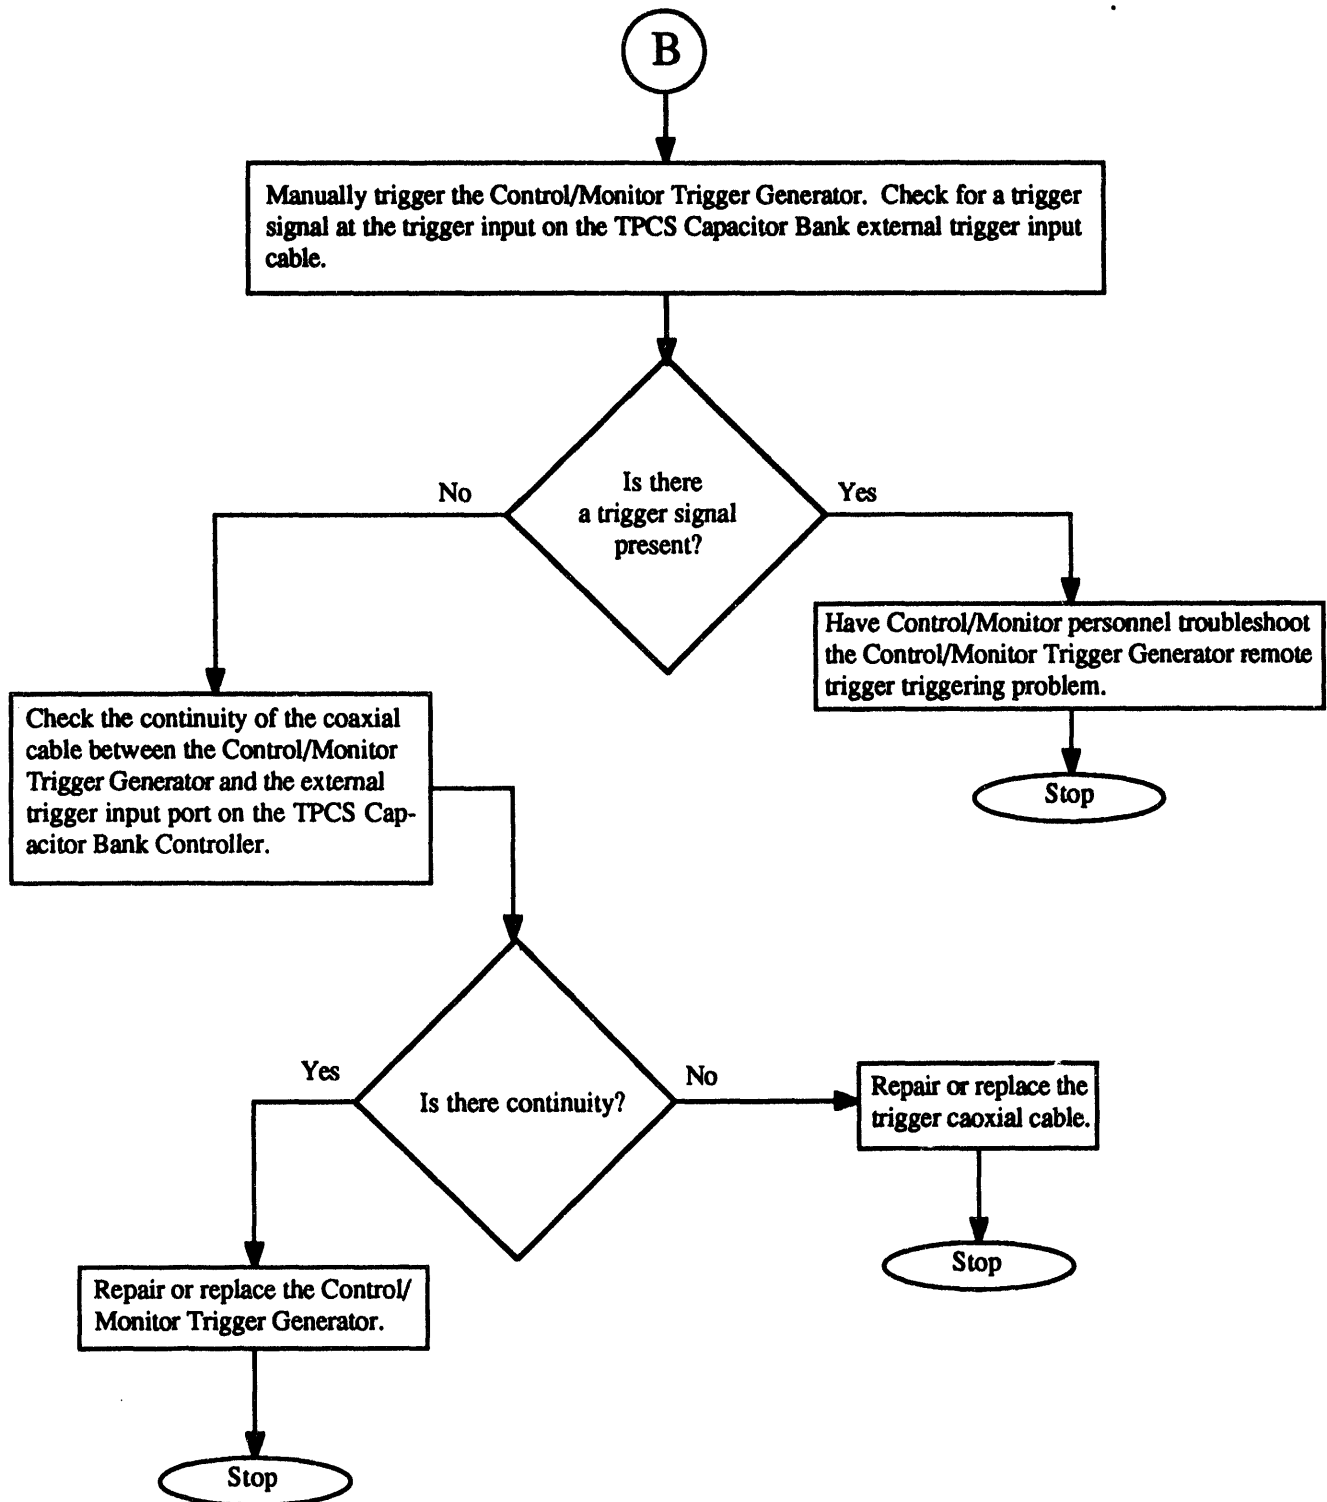 B
Manually trigger the Control/Monitor Trigger Generator. Check for a trigger
signal at the trigger input on the TPCS Capacitor Bank external trigger input
cable.
Is there
a trigger signal
present?
No
Yes
Have Control/Monitor personnel troubleshoot
the Control/Monitor Trigger Generator remote
trigger triggering problem.
Stop
Check the continuity of the coaxial
cable between the Control/Monitor
Trigger Generator and the external
trigger input port on the TPCS Cap-
acitor Bank Controller.
Is there continuity?
Yes
No
Repair or replace the
trigger caoxial cable.
Stop
Repair or replace the Control/
Monitor Trigger Generator.
Stop